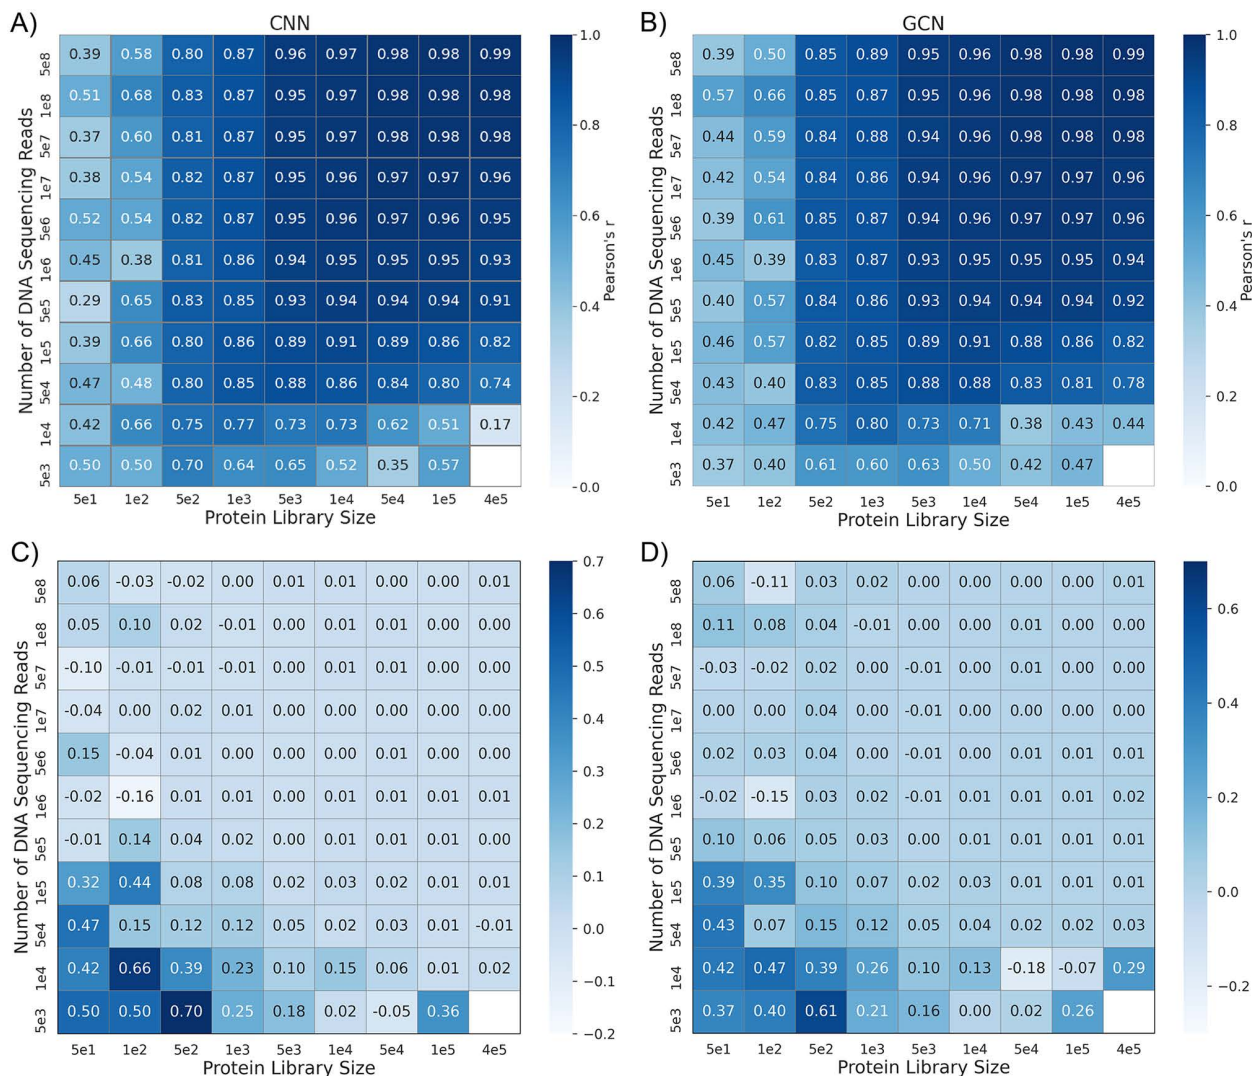 A)
CNN
Number of DNA Sequencing Reads
5e8 0.39 0.58 0.80 0.87 0.96 0.97 0.98 0.98 0.99
1e8 0.51 0.68 0.83 0.87 0.95 0.97 0.98 0.98 0.98
5e7 0.37 0.60 0.81 0.87 0.95 0.97 0.98 0.98 0.98
1e7 0.38 0.54 0.82 0.87 0.95 0.96 0.97 0.97 0.96
5e6 0.52 0.54 0.82 0.87 0.95 0.96 0.97 0.96 0.95
1e6 0.45 0.38 0.81 0.86 0.94 0.95 0.95 0.95 0.93
5e5 0.29 0.65 0.83 0.85 0.93 0.94 0.94 0.94 0.91
1e5 0.39 0.66 0.80 0.86 0.89 0.91 0.89 0.86 0.82
5e4 0.47 0.48 0.80 0.85 0.88 0.86 0.84 0.80 0.74
1e4 0.42 0.66 0.75 0.77 0.73 0.73 0.62 0.51 0.17
5e3 0.50 0.50 0.70 0.64 0.65 0.52 0.35 0.57
5e1 1e2 5e2 1e3 5e3 1e4 5e4 1e5 4e5
Protein Library Size
1.0
0.8
0.6
0.4
0.2
0.0
Pearson's r
B)
GCN
Number of DNA Sequencing Reads
5e8 0.39 0.50 0.85 0.89 0.95 0.96 0.98 0.98 0.99
1e8 0.57 0.66 0.85 0.87 0.95 0.96 0.98 0.98 0.98
5e7 0.44 0.59 0.84 0.88 0.94 0.96 0.98 0.98 0.98
1e7 0.42 0.54 0.84 0.86 0.94 0.96 0.97 0.97 0.96
5e6 0.39 0.61 0.85 0.87 0.94 0.96 0.97 0.97 0.96
1e6 0.45 0.39 0.83 0.87 0.93 0.95 0.95 0.95 0.94
5e5 0.40 0.57 0.84 0.86 0.93 0.94 0.94 0.94 0.92
1e5 0.46 0.57 0.82 0.85 0.89 0.91 0.88 0.86 0.82
5e4 0.43 0.40 0.83 0.85 0.88 0.88 0.83 0.81 0.78
1e4 0.42 0.47 0.75 0.80 0.73 0.71 0.38 0.43 0.44
5e3 0.37 0.40 0.61 0.60 0.63 0.50 0.42 0.47
5e1 1e2 5e2 1e3 5e3 1e4 5e4 1e5 4e5
Protein Library Size
1.0
0.8
0.6
0.4
0.2
0.0
Pearson's r
C)
Number of DNA Sequencing Reads
5e8 0.06 -0.03 -0.02 0.00 0.01 0.01 0.00 0.00 0.01
1e8 0.05 0.10 0.02 -0.01 0.00 0.01 0.01 0.00 0.00
5e7 -0.10 -0.01 -0.01 -0.01 0.00 0.01 0.00 0.00 0.00
1e7 -0.04 0.00 0.02 0.01 0.00 0.00 0.01 0.00 0.00
5e6 0.15 -0.04 0.01 0.00 0.00 0.00 0.01 0.00 0.00
1e6 -0.02 -0.16 0.01 0.01 0.00 0.01 0.01 0.01 0.01
5e5 -0.01 0.14 0.04 0.02 0.00 0.01 0.01 0.01 0.00
1e5 0.32 0.44 0.08 0.08 0.02 0.03 0.02 0.01 0.01
5e4 0.47 0.15 0.12 0.12 0.05 0.02 0.03 0.01 -0.01
1e4 0.42 0.66 0.39 0.23 0.10 0.15 0.06 0.01 0.02
5e3 0.50 0.50 0.70 0.25 0.18 0.02 -0.05 0.36
5e1 1e2 5e2 1e3 5e3 1e4 5e4 1e5 4e5
Protein Library Size
0.7
0.6
0.5
0.4
0.3
0.2
0.1
0.0
−0.1
−0.2
D)
Number of DNA Sequencing Reads
5e8 0.06 -0.11 0.03 0.02 0.00 0.00 0.00 0.00 0.01
1e8 0.11 0.08 0.04 -0.01 0.00 0.00 0.01 0.00 0.00
5e7 -0.03 -0.02 0.02 0.00 -0.01 0.00 0.00 0.00 0.00
1e7 0.00 0.00 0.04 0.00 -0.01 0.00 0.00 0.00 0.00
5e6 0.02 0.03 0.04 0.00 -0.01 0.00 0.01 0.01 0.01
1e6 -0.02 -0.15 0.03 0.02 -0.01 0.01 0.01 0.01 0.02
5e5 0.10 0.06 0.05 0.03 0.00 0.01 0.01 0.01 0.01
1e5 0.39 0.35 0.10 0.07 0.02 0.03 0.01 0.01 0.01
5e4 0.43 0.07 0.15 0.12 0.05 0.04 0.02 0.02 0.03
1e4 0.42 0.47 0.39 0.26 0.10 0.13 -0.18 -0.07 0.29
5e3 0.37 0.40 0.61 0.21 0.16 0.00 0.02 0.26
5e1 1e2 5e2 1e3 5e3 1e4 5e4 1e5 4e5
Protein Library Size
0.6
0.4
0.2
0.0
−0.2